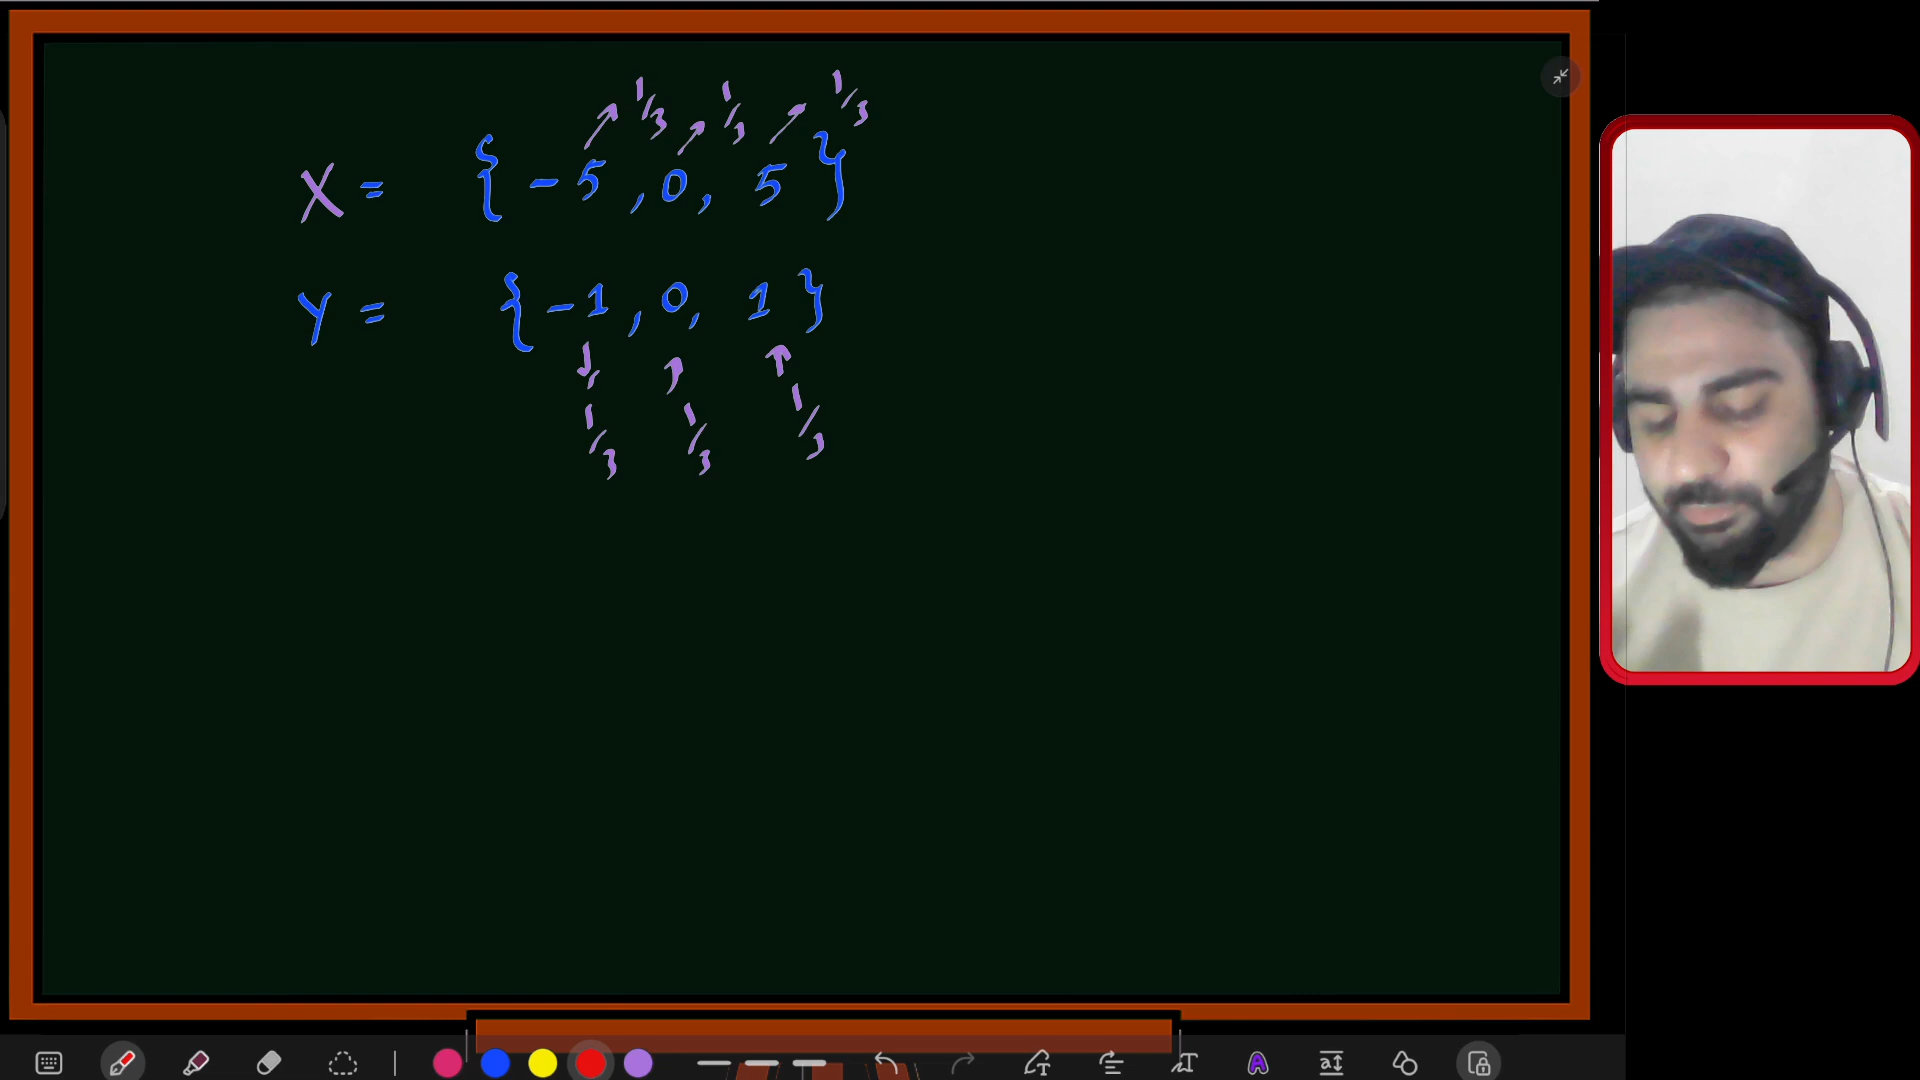 1/3 1/3 1/3
X = { -5 , 0 , 5 }
Y = { -1 , 0 , 1 }
1/3 1/3 1/3